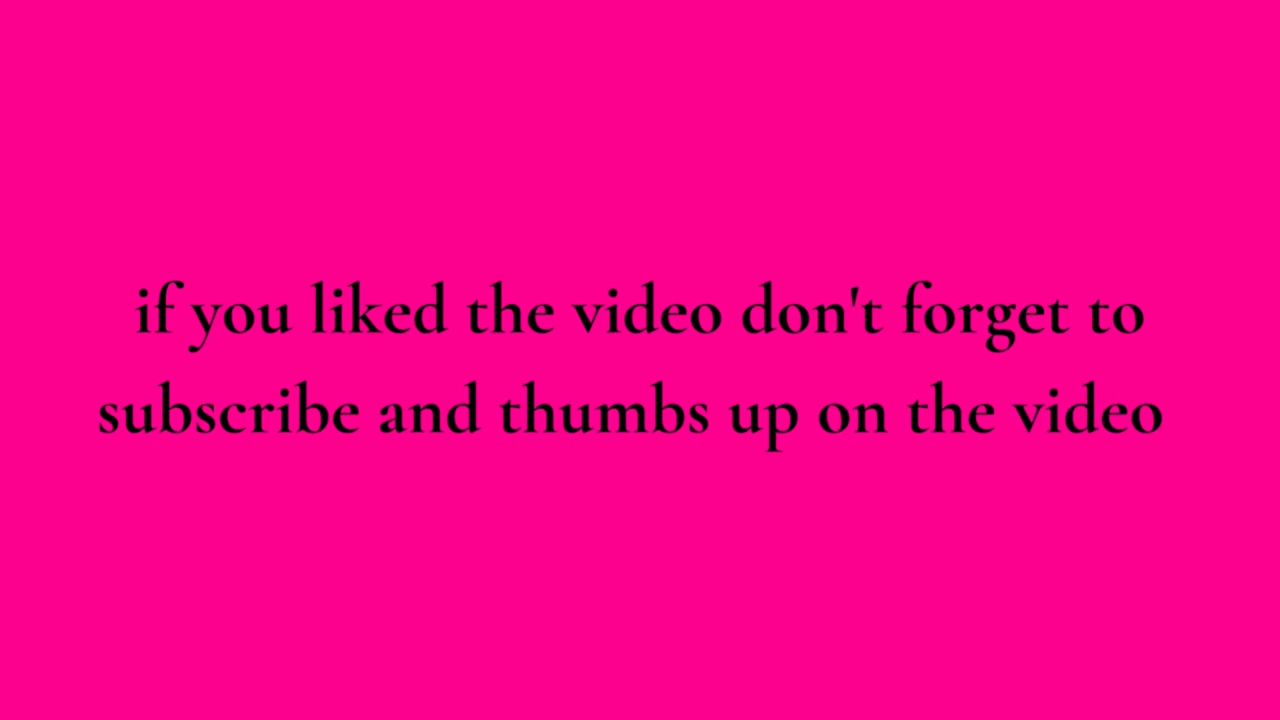 if you liked the video don't forget to
subscribe and thumbs up on the video